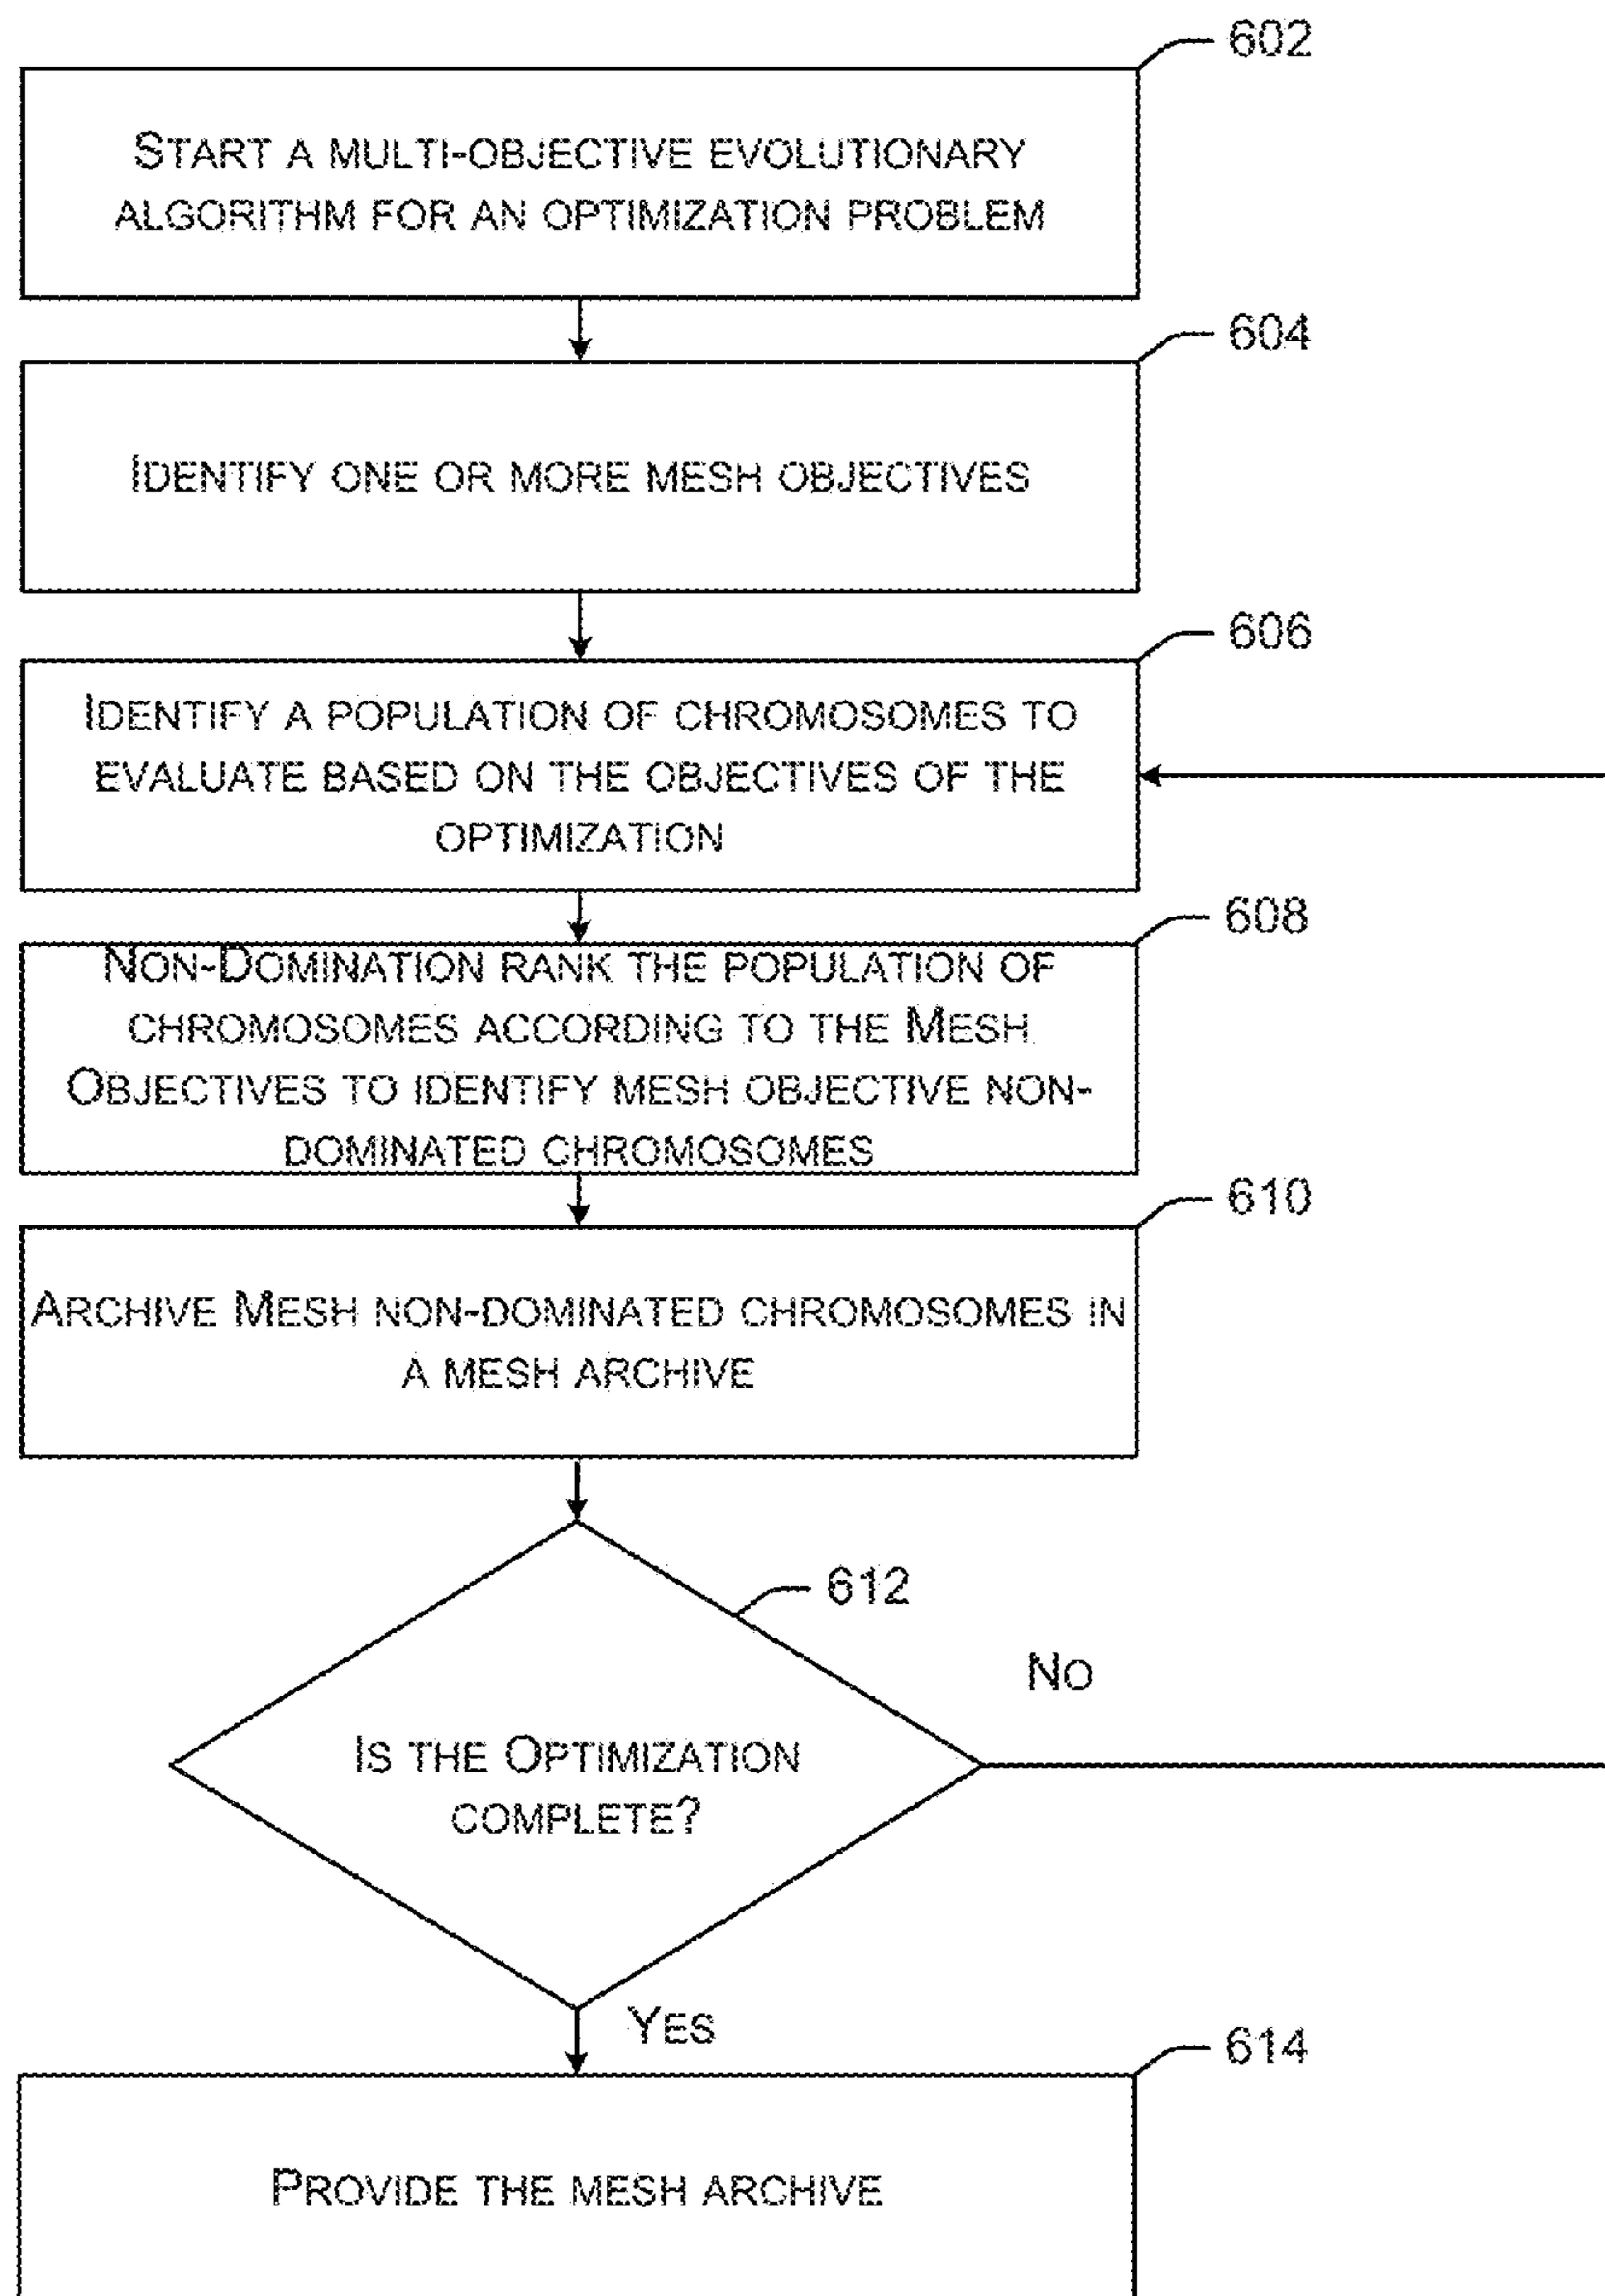 602
START A MULTI-OBJECTIVE EVOLUTIONARY
ALGORITHM FOR AN OPTIMIZATION PROBLEM
604
IDENTIFY ONE OR MORE MESH OBJECTIVES
606
IDENTIFY A POPULATION OF CHROMOSOMES TO
EVALUATE BASED ON THE OBJECTIVES OF THE
OPTIMIZATION
608
NON-DOMINATION RANK THE POPULATION OF
CHROMOSOMES ACCORDING TO THE MESH
OBJECTIVES TO IDENTIFY MESH OBJECTIVE NON-
DOMINATED CHROMOSOMES
610
ARCHIVE MESH NON-DOMINATED CHROMOSOMES IN
A MESH ARCHIVE
612
NO
IS THE OPTIMIZATION
COMPLETE?
YES
614
PROVIDE THE MESH ARCHIVE